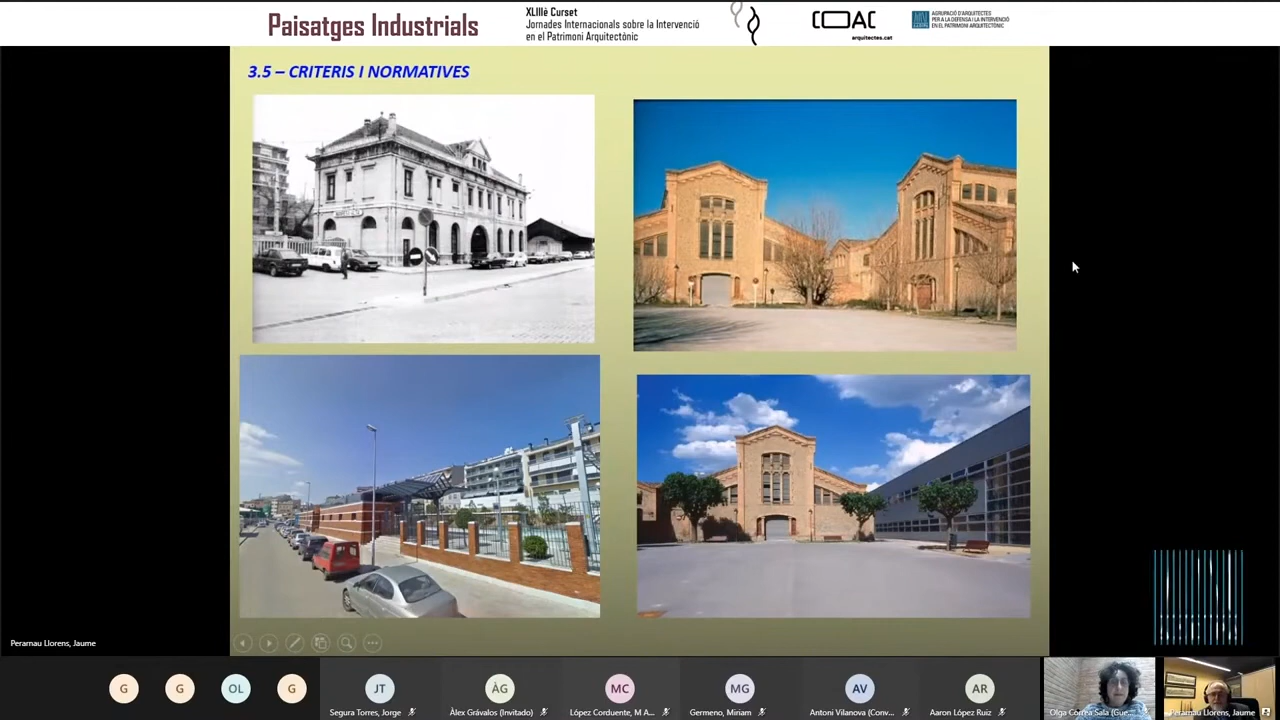 Paisatges Industrials
XLIIIè Curset
Jornades Internacionals sobre la Intervenció
en el Patrimoni Arquitectònic
COAC
arquitectes.cat
AGRUPACIÓ D'ARQUITECTES
PER A LA DEFENSA I LA INTERVENCIÓ
EN EL PATRIMONI ARQUITECTÒNIC
3.5 – CRITERIS I NORMATIVES
Perarnau Llorens, Jaume
G
G
OL
G
JT
ÀG
MC
MG
AV
AR
Segura Torres, Jorge
Àlex Grávalos (Invitado)
López Corduente, M A...
Germeno, Miriam
Antoni Vilanova (Conv...
Aaron López Ruiz
Olga Correa Sala (Gue...
Perarnau Llorens, Jaume